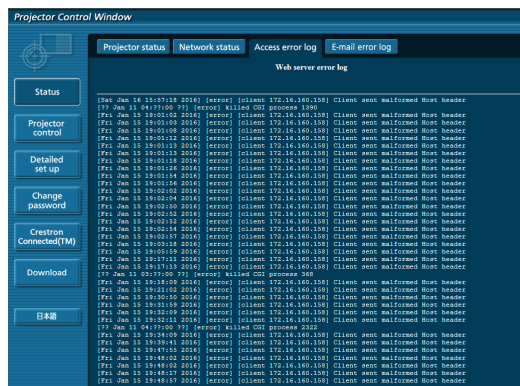 Projector Control Window
Projector status
Network status
Access error log
E-mail error log
Web server error log
Status
Projector control
Detailed set up
Change password
Crestron Connected(TM)
Download
日本語
[Sat Jan 16 15:57:18 2016] [error] [client 172.16.160.158] Client sent malformed Host header
[?? Jan 11 04:??:00 ??] [error] killed CGI process 1390
[Fri Jan 15 19:01:02 2016] [error] [client 172.16.160.158] Client sent malformed Host header
[Fri Jan 15 19:01:03 2016] [error] [client 172.16.160.158] Client sent malformed Host header
[Fri Jan 15 19:01:08 2016] [error] [client 172.16.160.158] Client sent malformed Host header
[Fri Jan 15 19:01:12 2016] [error] [client 172.16.160.158] Client sent malformed Host header
[Fri Jan 15 19:01:13 2016] [error] [client 172.16.160.158] Client sent malformed Host header
[Fri Jan 15 19:01:13 2016] [error] [client 172.16.160.158] Client sent malformed Host header
[Fri Jan 15 19:01:18 2016] [error] [client 172.16.160.158] Client sent malformed Host header
[Fri Jan 15 19:01:26 2016] [error] [client 172.16.160.158] Client sent malformed Host header
[Fri Jan 15 19:01:54 2016] [error] [client 172.16.160.158] Client sent malformed Host header
[Fri Jan 15 19:01:56 2016] [error] [client 172.16.160.158] Client sent malformed Host header
[Fri Jan 15 19:02:02 2016] [error] [client 172.16.160.158] Client sent malformed Host header
[Fri Jan 15 19:02:04 2016] [error] [client 172.16.160.158] Client sent malformed Host header
[Fri Jan 15 19:02:50 2016] [error] [client 172.16.160.158] Client sent malformed Host header
[Fri Jan 15 19:02:52 2016] [error] [client 172.16.160.158] Client sent malformed Host header
[Fri Jan 15 19:02:52 2016] [error] [client 172.16.160.158] Client sent malformed Host header
[Fri Jan 15 19:02:54 2016] [error] [client 172.16.160.158] Client sent malformed Host header
[Fri Jan 15 19:02:57 2016] [error] [client 172.16.160.158] Client sent malformed Host header
[Fri Jan 15 19:03:18 2016] [error] [client 172.16.160.158] Client sent malformed Host header
[Fri Jan 15 19:05:59 2016] [error] [client 172.16.160.158] Client sent malformed Host header
[Fri Jan 15 19:17:11 2016] [error] [client 172.16.160.158] Client sent malformed Host header
[Fri Jan 15 19:17:13 2016] [error] [client 172.16.160.158] Client sent malformed Host header
[?? Jan 11 03:??:00 ??] [error] killed CGI process 368
[Fri Jan 15 19:18:09 2016] [error] [client 172.16.160.158] Client sent malformed Host header
[Fri Jan 15 19:21:02 2016] [error] [client 172.16.160.158] Client sent malformed Host header
[Fri Jan 15 19:30:50 2016] [error] [client 172.16.160.158] Client sent malformed Host header
[Fri Jan 15 19:31:59 2016] [error] [client 172.16.160.158] Client sent malformed Host header
[Fri Jan 15 19:32:09 2016] [error] [client 172.16.160.158] Client sent malformed Host header
[Fri Jan 15 19:32:11 2016] [error] [client 172.16.160.158] Client sent malformed Host header
[?? Jan 11 04:??:00 ??] [error] killed CGI process 2322
[Fri Jan 15 19:34:09 2016] [error] [client 172.16.160.158] Client sent malformed Host header
[Fri Jan 15 19:39:41 2016] [error] [client 172.16.160.158] Client sent malformed Host header
[Fri Jan 15 19:47:55 2016] [error] [client 172.16.160.158] Client sent malformed Host header
[Fri Jan 15 19:48:02 2016] [error] [client 172.16.160.158] Client sent malformed Host header
[Fri Jan 15 19:48:02 2016] [error] [client 172.16.160.158] Client sent malformed Host header
[Fri Jan 15 19:48:17 2016] [error] [client 172.16.160.158] Client sent malformed Host header
[Fri Jan 15 19:48:57 2016] [error] [client 172.16.160.158] Client sent malformed Host header